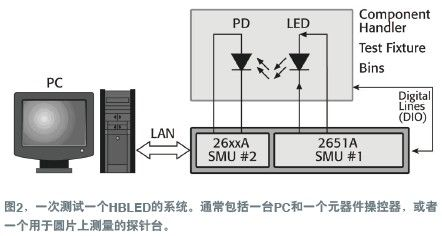 PD
LED
Component
Handler
Test Fixture
Bins
PC
Digital
Lines
(DIO)
LAN
26xxA
SMU #2
2651A
SMU #1
图2，一次测试一个HBLED的系统。通常包括一台PC和一个元器件操控器，或者
一个用于圆片上测量的探针台。